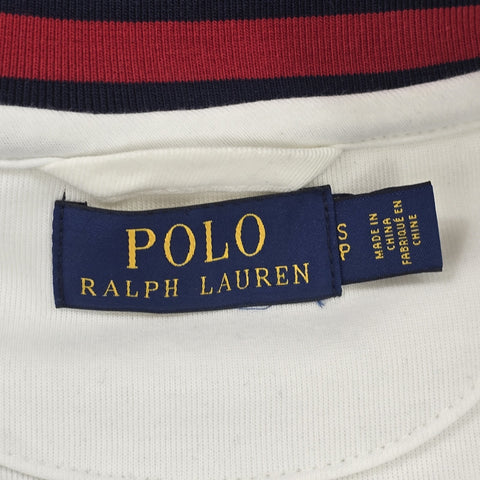 POLO
RALPH LAUREN
S
P
MADE IN
CHINA
FABRIQUÉ EN
CHINE